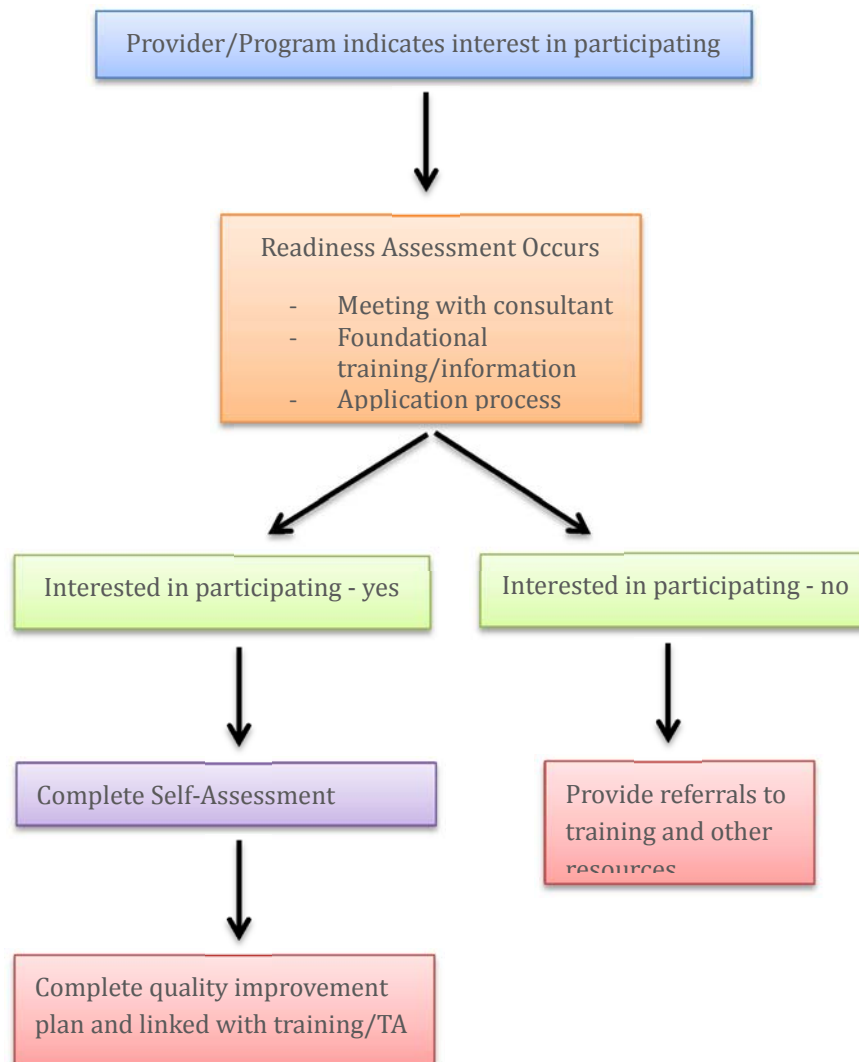 Provider/Program indicates interest in participating
Readiness Assessment Occurs
- Meeting with consultant
- Foundational
training/information
- Application process
Interested in participating - yes
Interested in participating - no
Complete Self-Assessment
Provide referrals to
training and other
resources
Complete quality improvement
plan and linked with training/TA